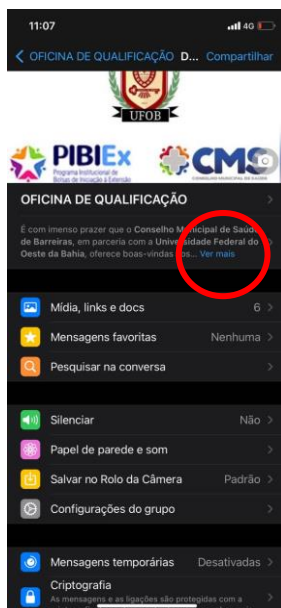 11:07
4G
OFICINA DE QUALIFICAÇÃO D... Compartilhar
UFOB
PIBIEx
Programa Institucional de
Bolsas de Iniciação à Extensão
CMS
CONSELHO MUNICIPAL DE SAÚDE
OFICINA DE QUALIFICAÇÃO
É com imenso prazer que o Conselho Municipal de Saúde
de Barreiras, em parceria com a Universidade Federal do
Oeste da Bahia, oferece boas-vindas aos... Ver mais
Mídia, links e docs 6
Mensagens favoritas Nenhuma
Pesquisar na conversa
Silenciar Não
Papel de parede e som
Salvar no Rolo da Câmera Padrão
Configurações do grupo
Mensagens temporárias Desativadas
Criptografia
As mensagens e as ligações são protegidas com a